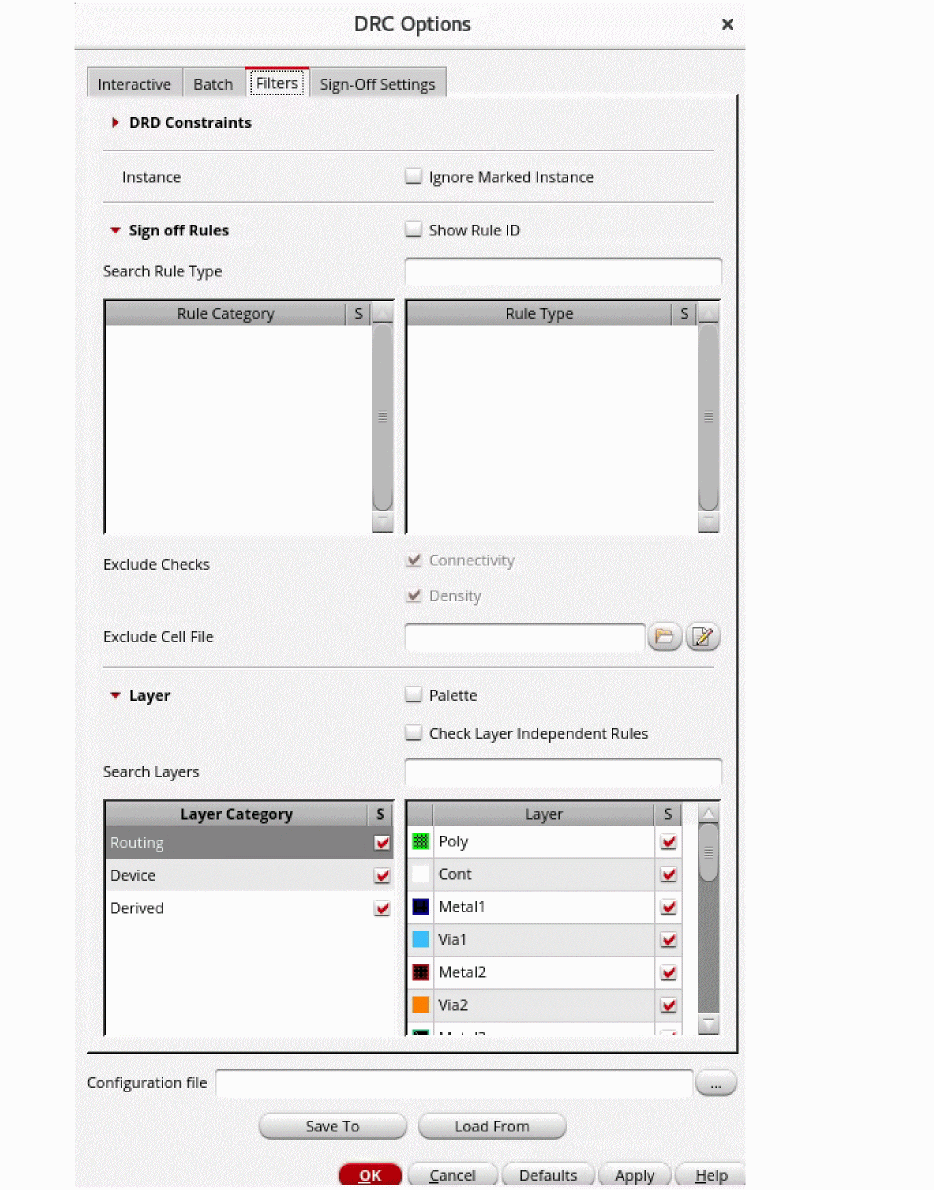 DRC Options
Interactive Batch Filters Sign-Off Settings
DRD Constraints
Instance Ignore Marked Instance
Sign off Rules Show Rule ID
Search Rule Type
Rule Category S Rule Type S
Exclude Checks Connectivity
Density
Exclude Cell File
Layer Palette
Check Layer Independent Rules
Search Layers
Layer Category S Layer S
Routing Poly
Device Cont
Derived Metal1
Via1
Metal2
Via2
Configuration file ...
Save To Load From
OK Cancel Defaults Apply Help